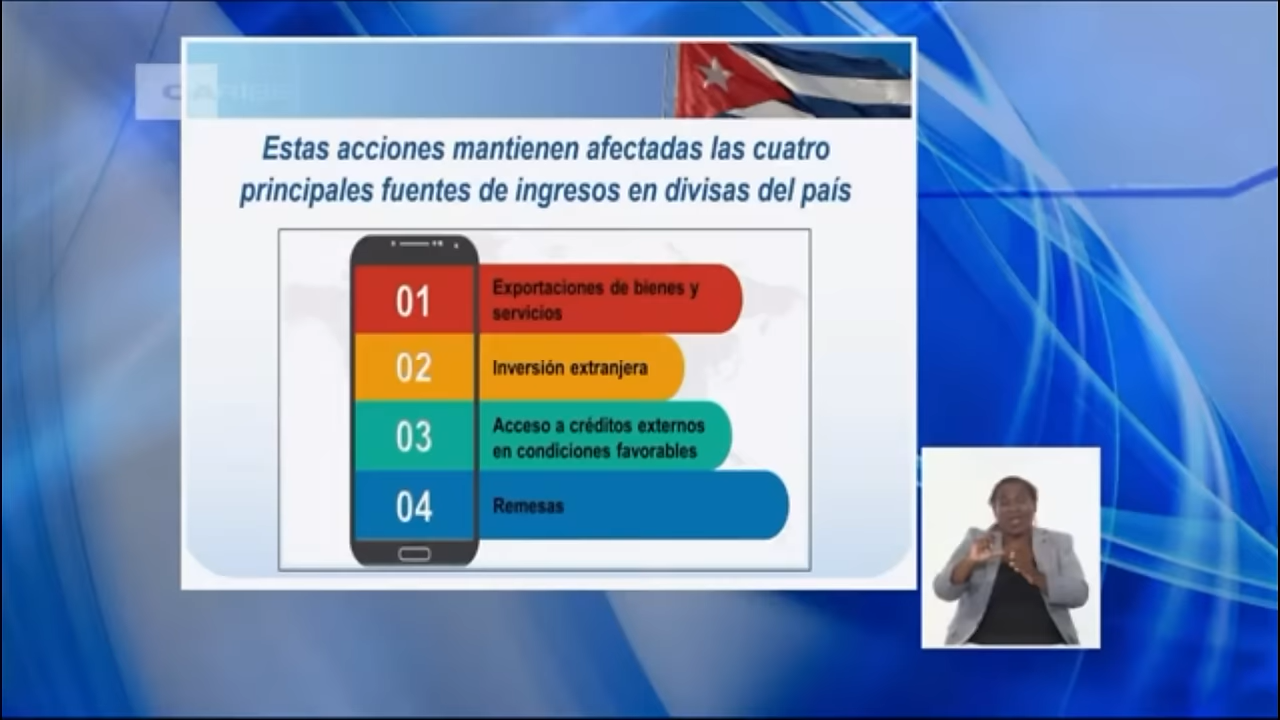 CARIBE
Estas acciones mantienen afectadas las cuatro
principales fuentes de ingresos en divisas del país
01
Exportaciones de bienes y
servicios
02
Inversión extranjera
03
Acceso a créditos externos
en condiciones favorables
04
Remesas